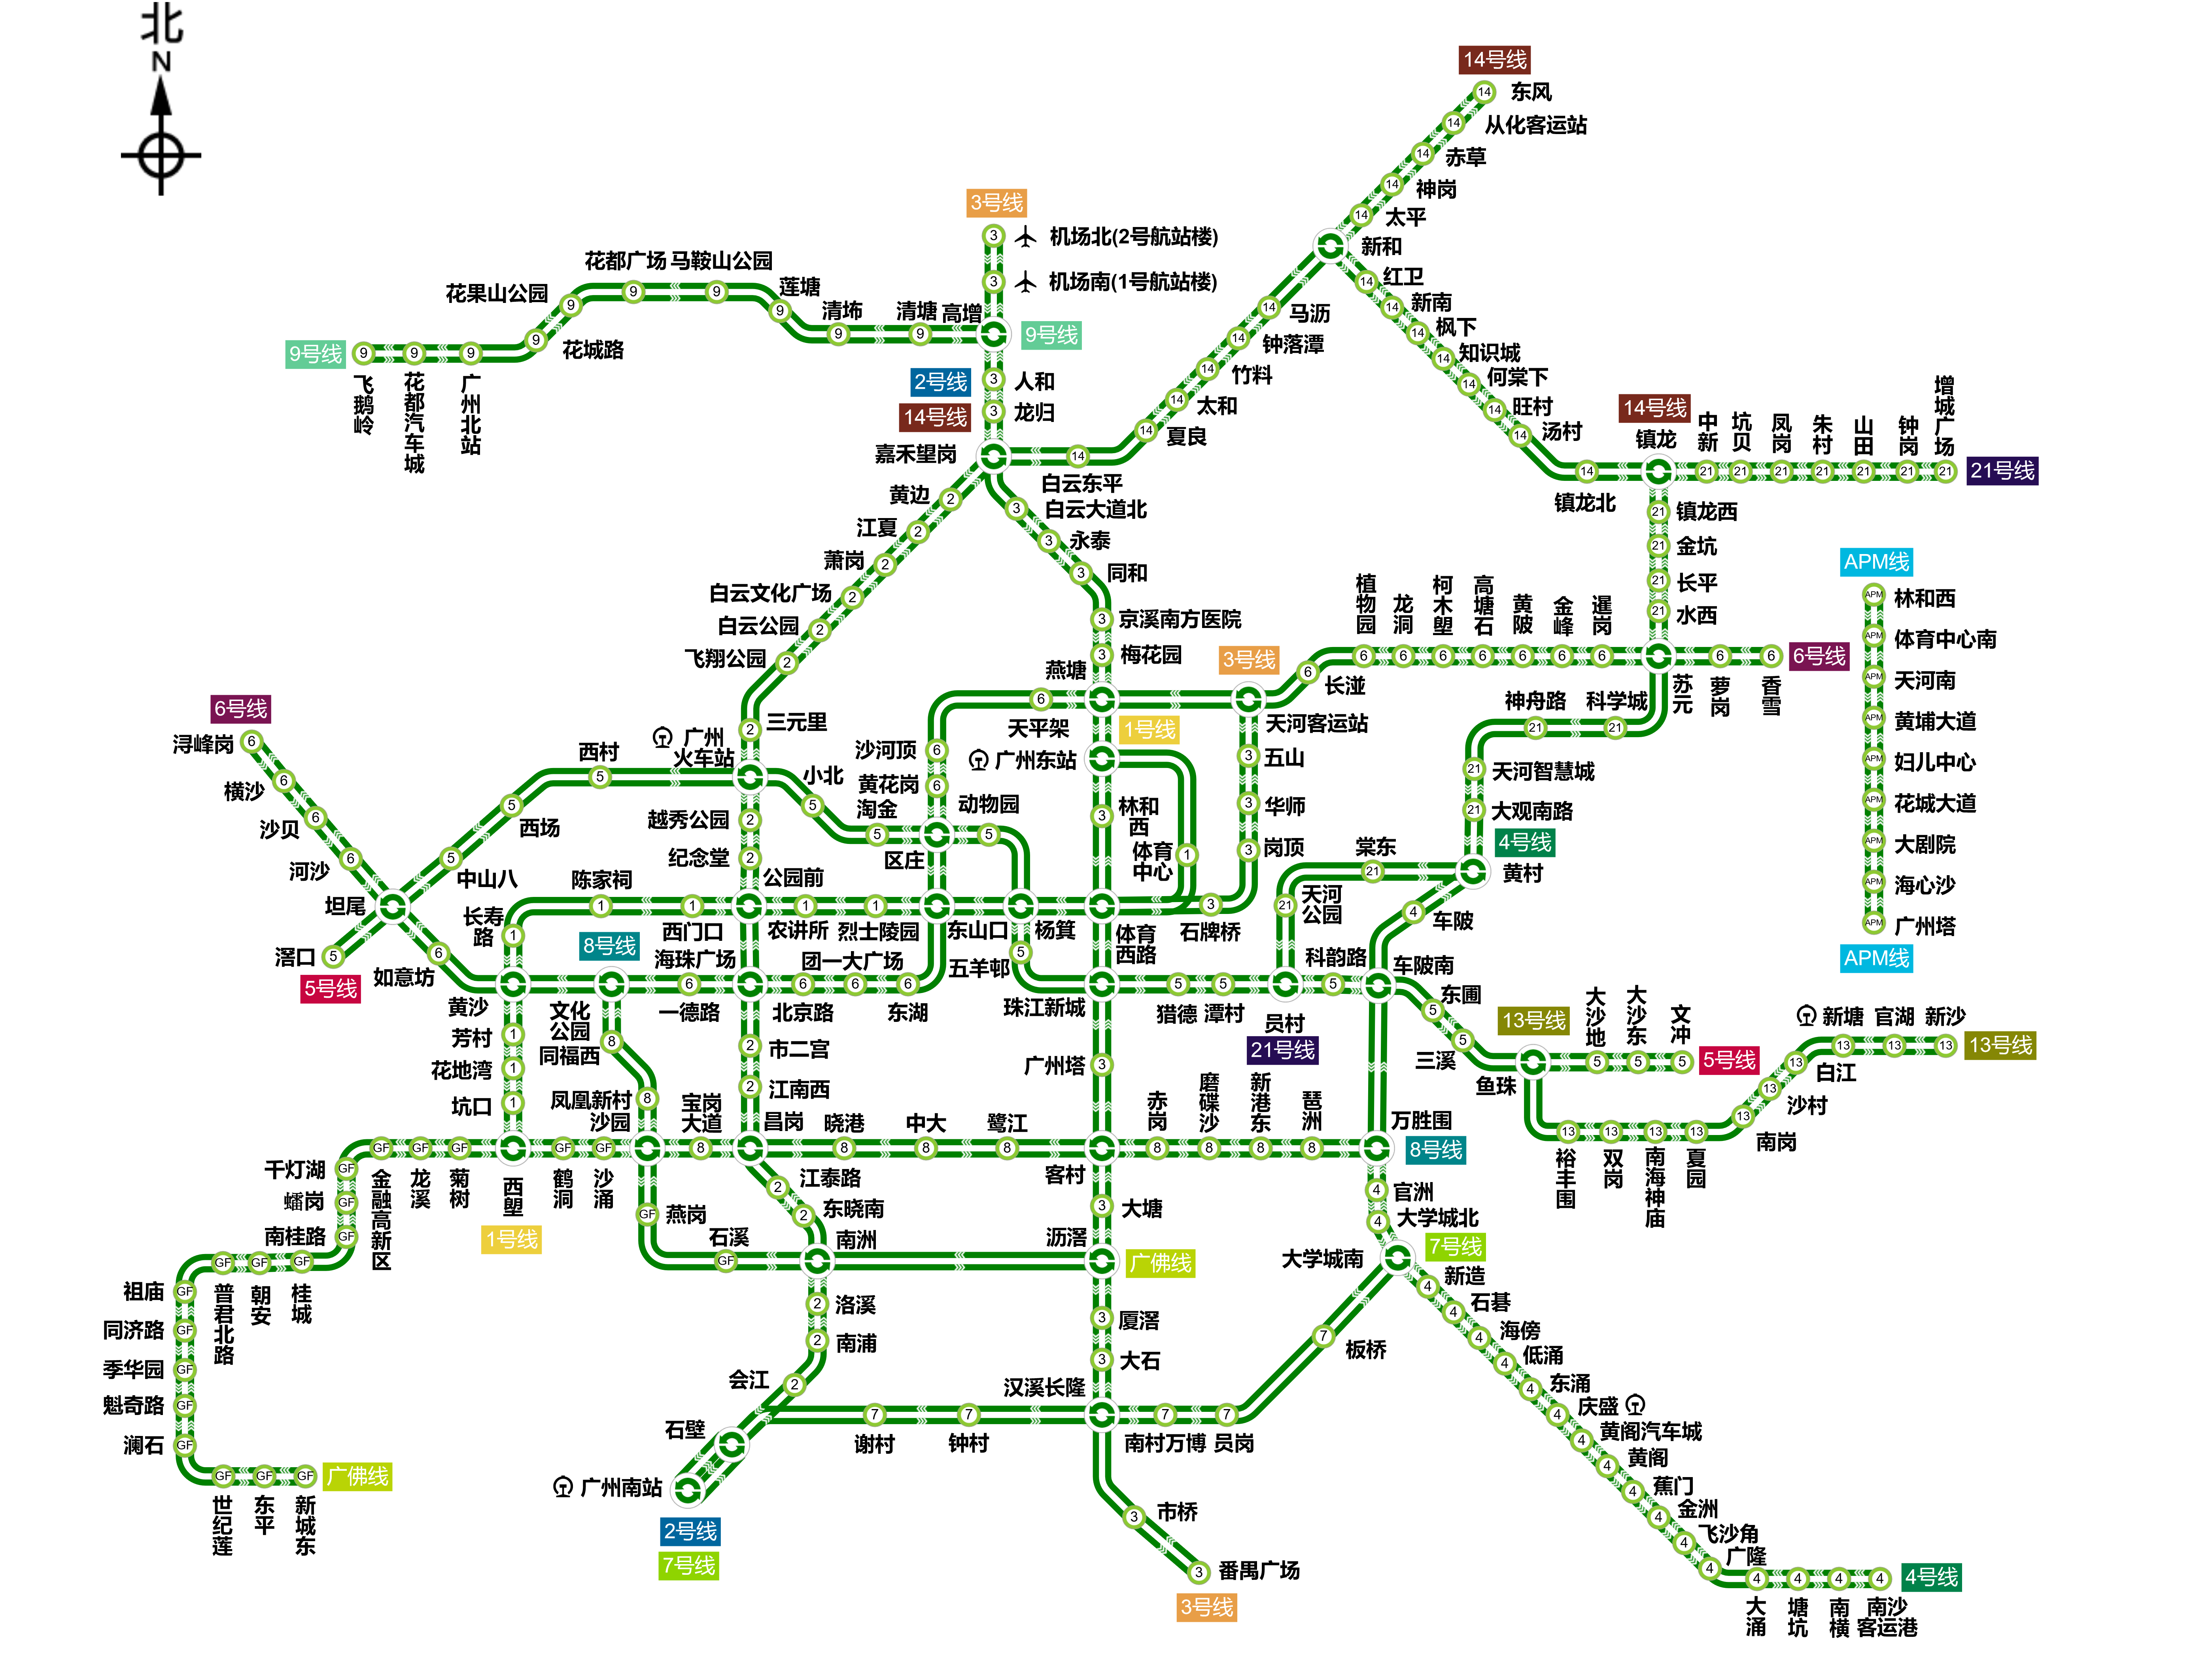 北
N
14号线
东风
从化客运站
赤草
神岗
太平
新和
3号线
机场北(2号航站楼)
机场南(1号航站楼)
花都广场
马鞍山公园
花果山公园
莲塘
清㘵
清塘
高增
9号线
9号线
花城路
飞鹅岭
花都汽车城
广州北站
2号线
14号线
人和
龙归
嘉禾望岗
马沥
钟落潭
竹料
太和
夏良
白云东平
红卫
新南
枫下
知识城
何棠下
旺村
汤村
镇龙北
14号线
镇龙
中新
坑贝
凤岗
朱村
山田
钟岗
增城广场
21号线
镇龙西
金坑
长平
水西
黄边
江夏
萧岗
白云文化广场
白云公园
飞翔公园
三元里
白云大道北
永泰
同和
京溪南方医院
梅花园
燕塘
3号线
植物园
龙洞
柯木塱
高塘石
黄陂
金峰
暹岗
6号线
苏元
萝岗
香雪
长湴
天河客运站
神舟路
科学城
天河智慧城
大观南路
4号线
黄村
APM线
林和西
体育中心南
天河南
黄埔大道
妇儿中心
花城大道
大剧院
海心沙
广州塔
APM线
6号线
浔峰岗
横沙
沙贝
河沙
坦尾
滘口
5号线
如意坊
中山八
西场
西村
广州
火车站
小北
淘金
区庄
动物园
天平架
沙河顶
黄花岗
1号线
广州东站
林和西
体育中心
五山
华师
岗顶
石牌桥
体育西路
越秀公园
纪念堂
公园前
陈家祠
长寿路
西门口
农讲所
烈士陵园
东山口
杨箕
五羊邨
8号线
海珠广场
团一大广场
黄沙
文化公园
一德路
北京路
东湖
珠江新城
猎德
潭村
员村
21号线
科韵路
天河公园
棠东
车陂
车陂南
东圃
三溪
鱼珠
13号线
大沙地
大沙东
文冲
5号线
新塘
官湖
新沙
13号线
白江
沙村
南岗
裕丰围
双岗
南海神庙
夏园
芳村
花地湾
坑口
同福西
凤凰新村
沙园
宝岗大道
市二宫
江南西
昌岗
晓港
中大
鹭江
客村
广州塔
赤岗
磨碟沙
新港东
琶洲
万胜围
8号线
官洲
大学城北
大学城南
7号线
千灯湖
蠕岗
南桂路
金融高新区
龙溪
菊树
西塱
1号线
鹤洞
沙涌
燕岗
石溪
江泰路
东晓南
南洲
沥滘
广佛线
大塘
祖庙
同济路
季华园
魁奇路
澜石
普君北路
朝安
桂城
世纪莲
东平
新城东
广佛线
洛溪
南浦
会江
石壁
广州南站
2号线
7号线
谢村
钟村
汉溪长隆
厦滘
大石
南村万博
员岗
板桥
市桥
番禺广场
3号线
新造
石碁
海傍
低涌
东涌
庆盛
黄阁汽车城
黄阁
蕉门
金洲
飞沙角
广隆
大涌
塘坑
南横
南沙客运港
4号线